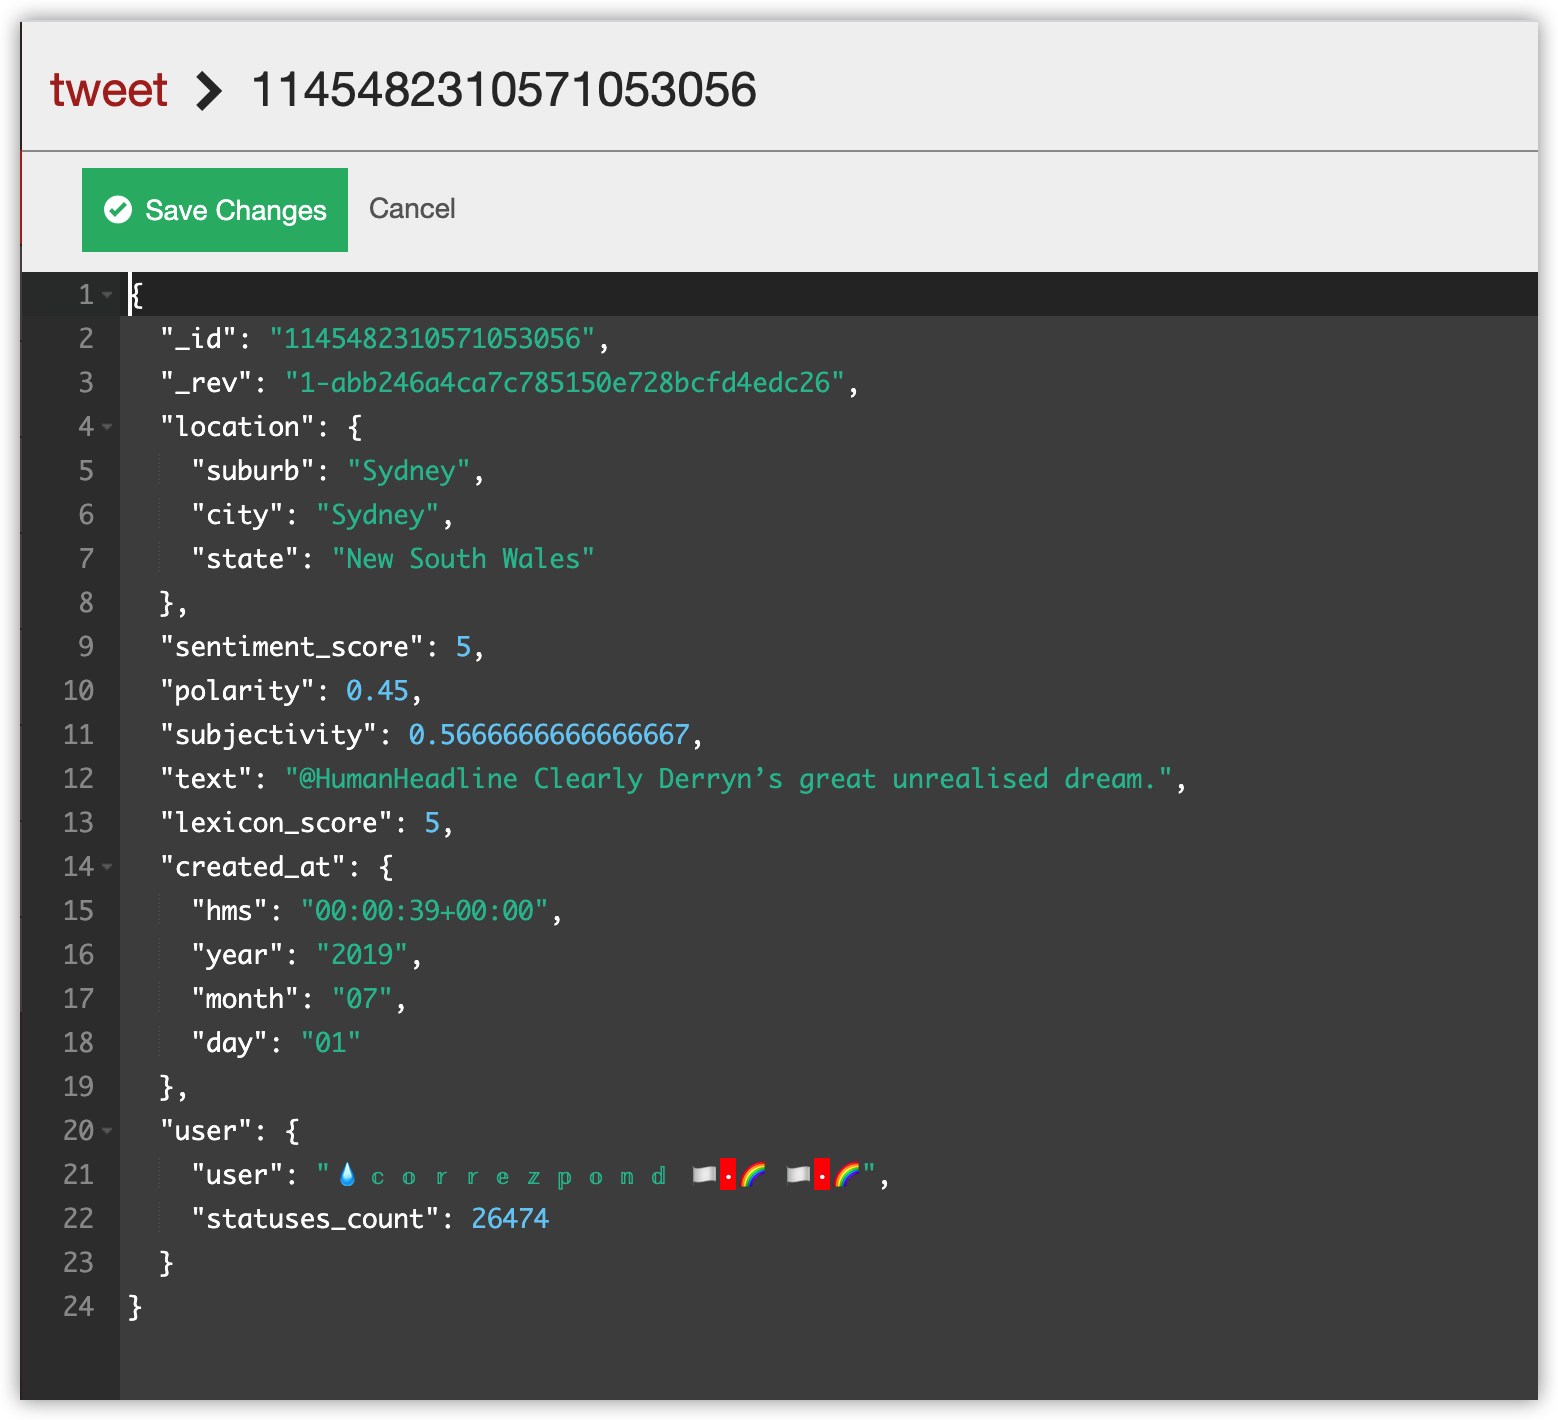 tweet > 1145482310571053056
Save Changes Cancel
1 {
2 "_id": "1145482310571053056",
3 "_rev": "1-abb246a4ca7c785150e728bcfd4edc26",
4 "location": {
5 "suburb": "Sydney",
6 "city": "Sydney",
7 "state": "New South Wales"
8 },
9 "sentiment_score": 5,
10 "polarity": 0.45,
11 "subjectivity": 0.5666666666666667,
12 "text": "@HumanHeadline Clearly Derryn’s great unrealised dream.",
13 "lexicon_score": 5,
14 "created_at": {
15 "hms": "00:00:39+00:00",
16 "year": "2019",
17 "month": "07",
18 "day": "01"
19 },
20 "user": {
21 "user": "💧𝕔 𝕠 𝕣 𝕣 𝕖 𝕫 𝕡 𝕠 𝕟 𝕕 🏳️·🌈 🏳️·🌈",
22 "statuses_count": 26474
23 }
24 }